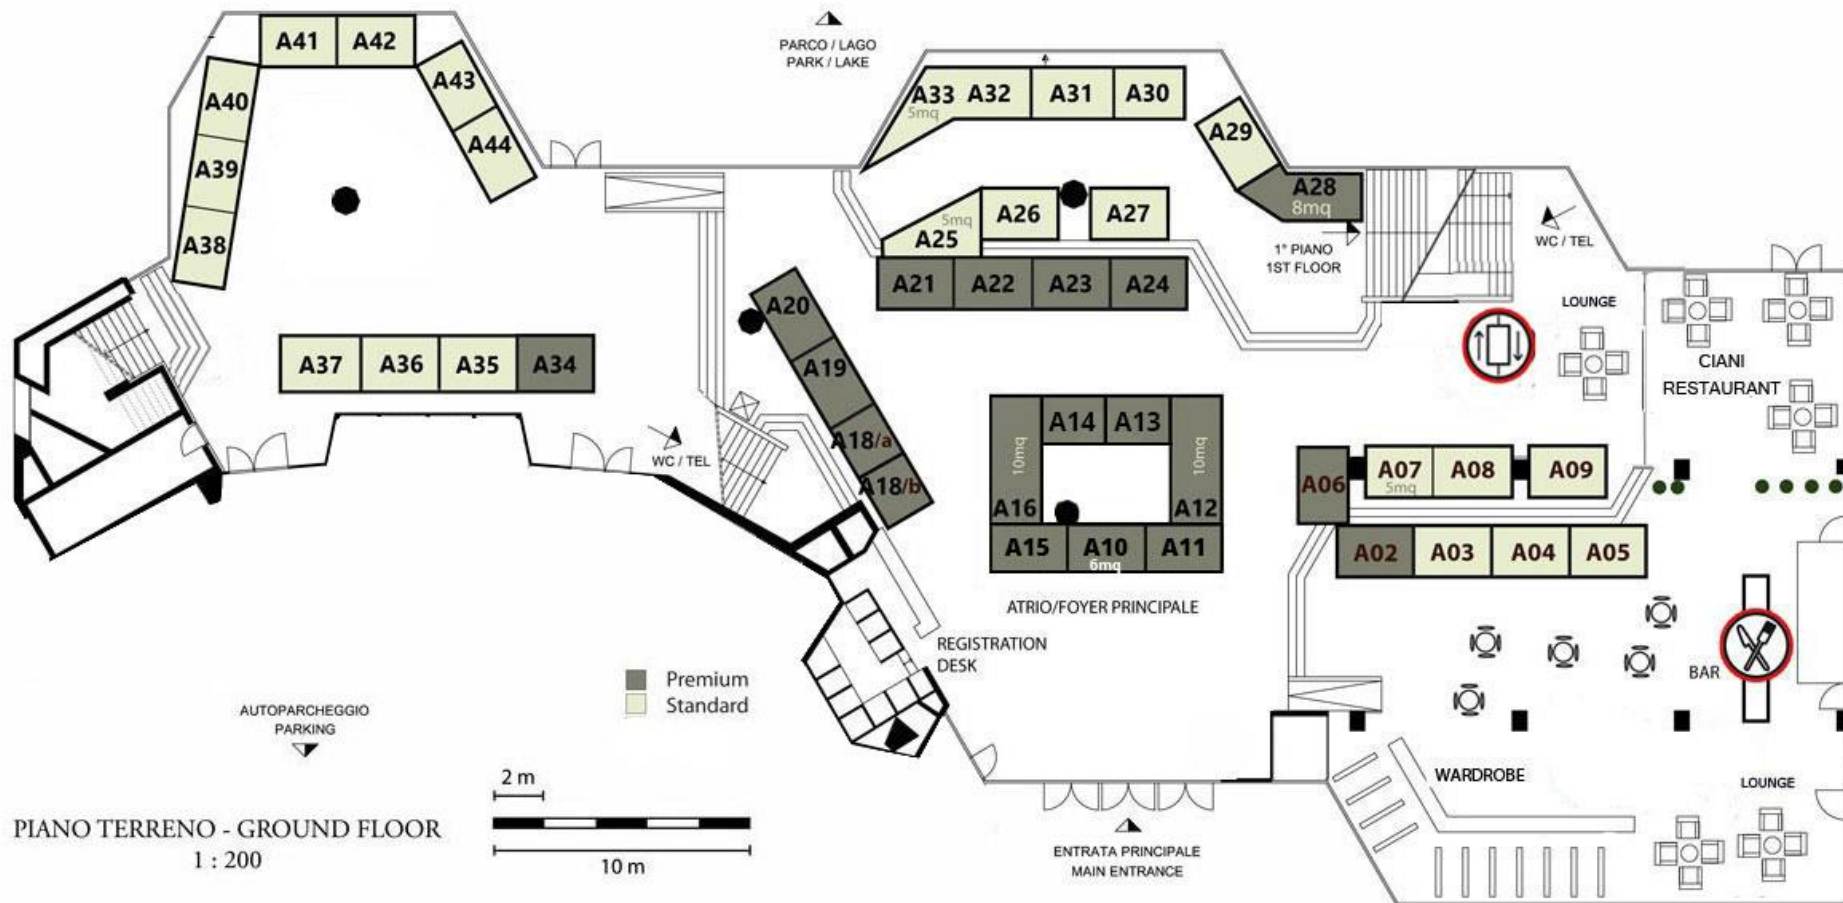 A41 A42
PARCO / LAGO
PARK / LAKE
A43
A44
A40
A39
A38
A33 A32 A31 A30
5mq
A29
A28
8mq
A26 A27
5mq
A25
1° PIANO
1ST FLOOR
WC / TEL
A21 A22 A23 A24
A20
A19
A18/a
A18/b
LOUNGE
CIANI
RESTAURANT
A37 A36 A35 A34
WC / TEL
A14 A13
10mq
10mq
A16 A12
A15 A10 A11
6mq
A06 A07 A08 A09
5mq
A02 A03 A04 A05
ATRIO/FOYER PRINCIPALE
REGISTRATION
DESK
BAR
Premium
Standard
AUTOPARCHEGGIO
PARKING
WARDROBE
LOUNGE
2 m
10 m
PIANO TERRENO - GROUND FLOOR
1 : 200
ENTRATA PRINCIPALE
MAIN ENTRANCE